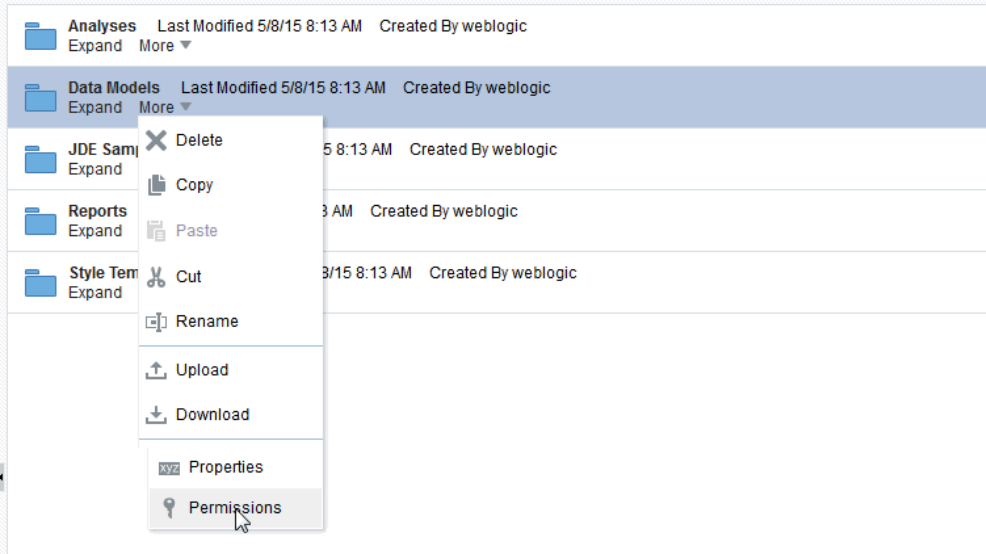 Analyses Last Modified 5/8/15 8:13 AM Created By weblogic
Expand More
Data Models Last Modified 5/8/15 8:13 AM Created By weblogic
Expand More
Delete
JDE Samp 5 8:13 AM Created By weblogic
Expand
Copy
Reports 3 AM Created By weblogic
Expand
Paste
Style Tem 8/15 8:13 AM Created By weblogic
Expand
Cut
Rename
Upload
Download
xyz Properties
Permissions